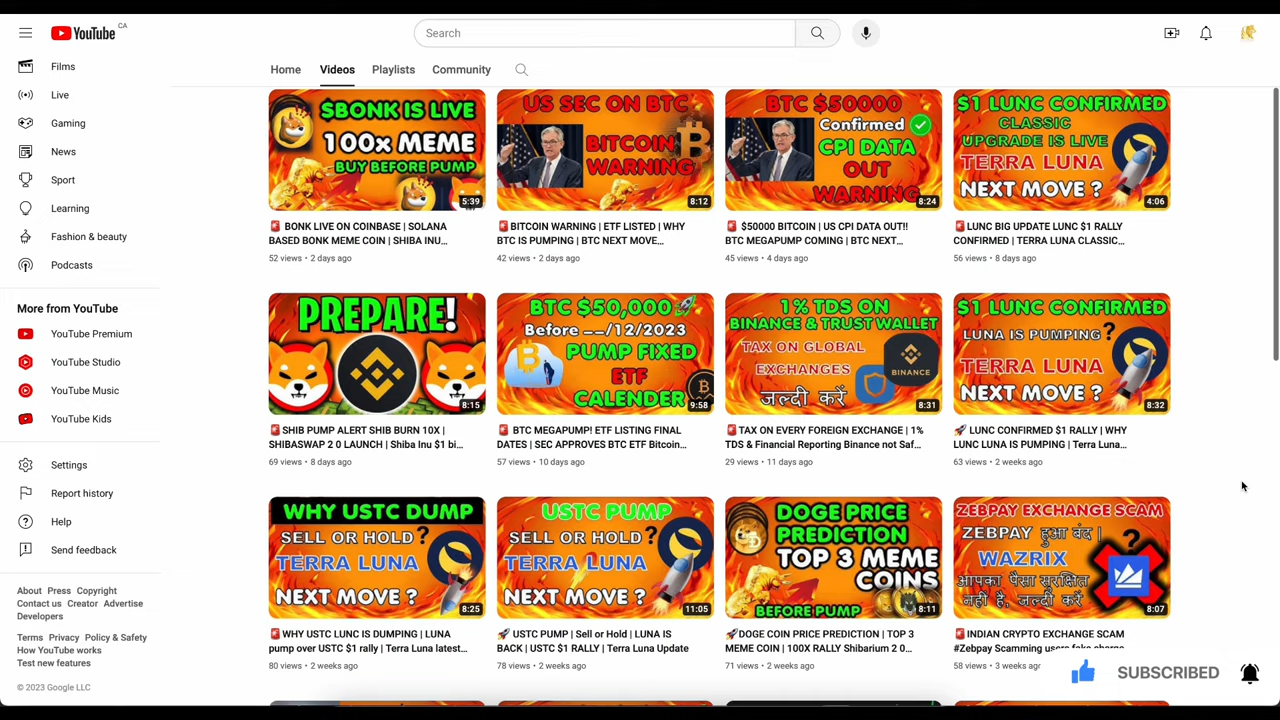 YouTube CA
Search
Films
Live
Gaming
News
Sport
Learning
Fashion & beauty
Podcasts
More from YouTube
YouTube Premium
YouTube Studio
YouTube Music
YouTube Kids
Settings
Report history
Help
Send feedback
About Press Copyright
Contact us Creator Advertise
Developers
Terms Privacy Policy & Safety
How YouTube works
Test new features
© 2023 Google LLC
Home Videos Playlists Community
$BONK IS LIVE
100x MEME
BUY BEFORE PUMP
5:39
🚨 BONK LIVE ON COINBASE | SOLANA
BASED BONK MEME COIN | SHIBA INU...
52 views • 2 days ago
US SEC ON BTC
BITCOIN
WARNING
8:12
🚨BITCOIN WARNING | ETF LISTED | WHY
BTC IS PUMPING | BTC NEXT MOVE...
42 views • 2 days ago
BTC $50000
Confirmed
CPI DATA
OUT
WARNING
8:24
🚨 $50000 BITCOIN | US CPI DATA OUT!!
BTC MEGAPUMP COMING | BTC NEXT...
45 views • 4 days ago
$1 LUNC CONFIRMED
CLASSIC
UPGRADE IS LIVE
TERRA LUNA
NEXT MOVE ?
4:06
🚨LUNC BIG UPDATE LUNC $1 RALLY
CONFIRMED | TERRA LUNA CLASSIC...
56 views • 8 days ago
PREPARE!
8:15
🚨SHIB PUMP ALERT SHIB BURN 10X |
SHIBASWAP 2 0 LAUNCH | Shiba Inu $1 bi...
69 views • 8 days ago
BTC $50,000🚀
Before __/12/2023
PUMP FIXED
ETF
CALENDER
9:58
🚨 BTC MEGAPUMP! ETF LISTING FINAL
DATES | SEC APPROVES BTC ETF Bitcoin...
57 views • 10 days ago
1% TDS ON
BINANCE & TRUST WALLET
TAX ON GLOBAL
EXCHANGES
जल्दी करें
BINANCE
8:31
🚨TAX ON EVERY FOREIGN EXCHANGE | 1%
TDS & Financial Reporting Binance not Saf...
29 views • 11 days ago
$1 LUNC CONFIRMED
LUNA IS PUMPING?
TERRA LUNA
NEXT MOVE ?
8:32
🚀 LUNC CONFIRMED $1 RALLY | WHY
LUNC LUNA IS PUMPING | Terra Luna...
63 views • 2 weeks ago
WHY USTC DUMP
SELL OR HOLD ?
TERRA LUNA
NEXT MOVE ?
8:25
🚨WHY USTC LUNC IS DUMPING | LUNA
pump over USTC $1 rally | Terra Luna latest...
80 views • 2 weeks ago
USTC PUMP
SELL OR HOLD ?
TERRA LUNA
NEXT MOVE ?
11:05
🚀 USTC PUMP | Sell or Hold | LUNA IS
BACK | USTC $1 RALLY | Terra Luna Update
78 views • 2 weeks ago
DOGE PRICE
PREDICTION
TOP 3 MEME
COINS
BEFORE PUMP
8:11
🚀DOGE COIN PRICE PREDICTION | TOP 3
MEME COIN | 100X RALLY Shibarium 2 0...
71 views • 2 weeks ago
ZEBPAY EXCHANGE SCAM
ZEBPAY हुआ बंद | ?
WAZRIX
आपका पैसा सुरक्षित
नहीं है, जल्दी करें
8:07
🚨INDIAN CRYPTO EXCHANGE SCAM
#Zebpay Scamming users fake charge
58 views • 3 weeks
SUBSCRIBED